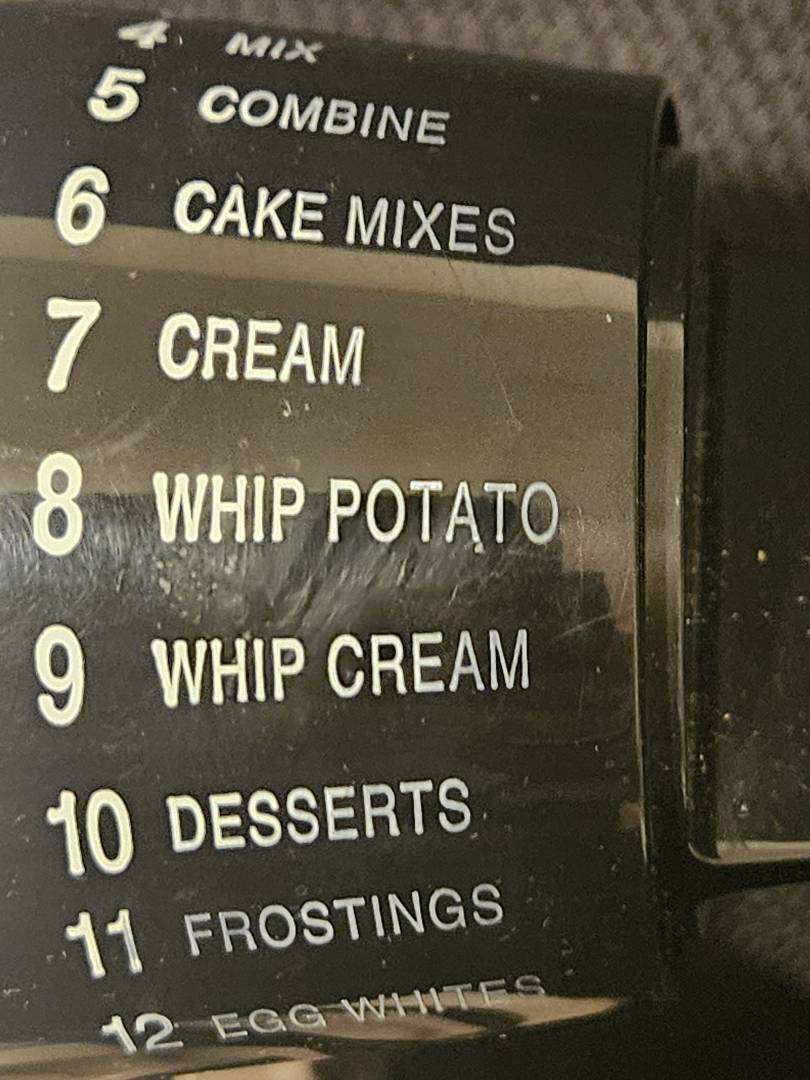 4 MIX
5 COMBINE
6 CAKE MIXES
7 CREAM
8 WHIP POTATO
9 WHIP CREAM
10 DESSERTS
11 FROSTINGS
12 EGG WHITES